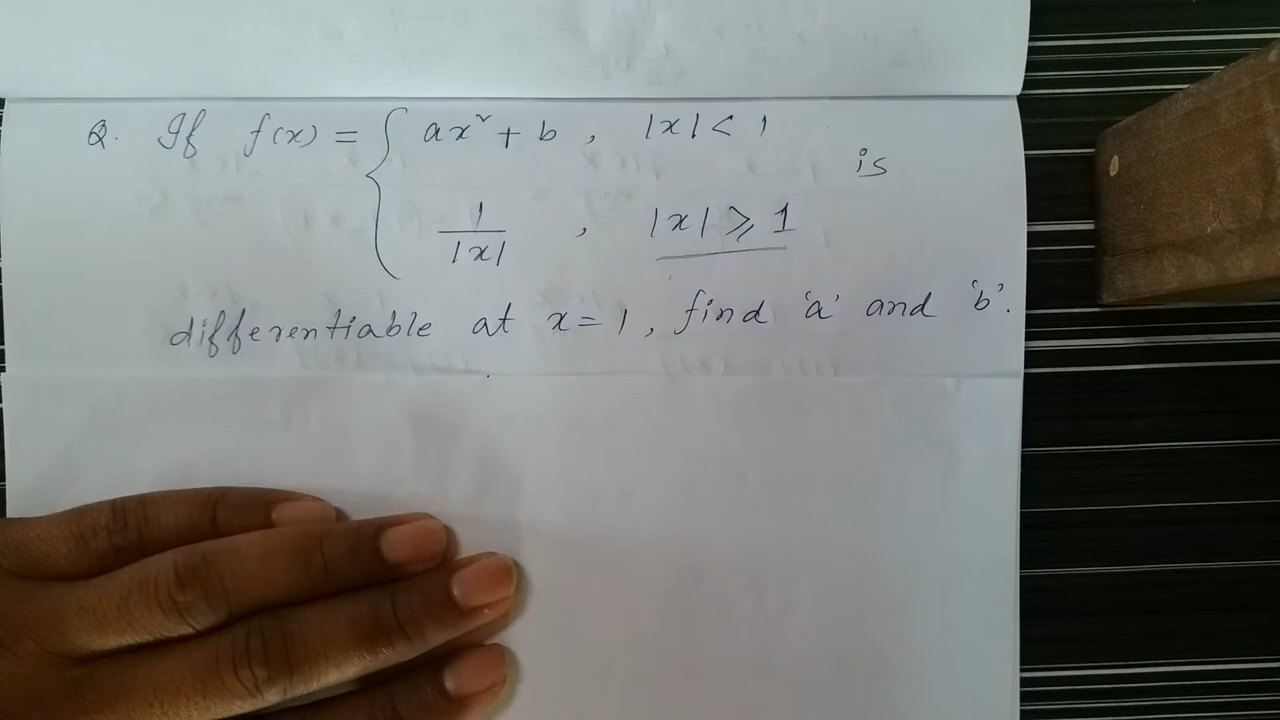 Q. If f(x) = { ax² + b , |x| < 1
is
1/|x| , |x| ⩾ 1
differentiable at x = 1, find 'a' and 'b'.